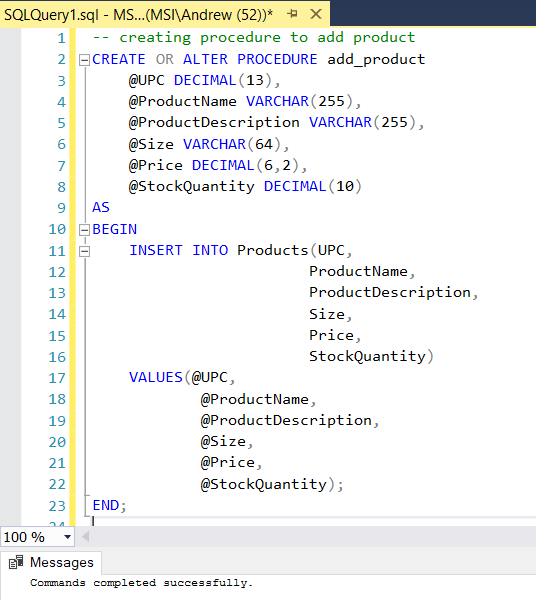 SQLQuery1.sql - MS...(MSI\Andrew (52))*
1 -- creating procedure to add product
2 CREATE OR ALTER PROCEDURE add_product
3 @UPC DECIMAL(13),
4 @ProductName VARCHAR(255),
5 @ProductDescription VARCHAR(255),
6 @Size VARCHAR(64),
7 @Price DECIMAL(6,2),
8 @StockQuantity DECIMAL(10)
9 AS
10 BEGIN
11 INSERT INTO Products(UPC,
12 ProductName,
13 ProductDescription,
14 Size,
15 Price,
16 StockQuantity)
17 VALUES(@UPC,
18 @ProductName,
19 @ProductDescription,
20 @Size,
21 @Price,
22 @StockQuantity);
23 END;
24
100 %
Messages
Commands completed successfully.